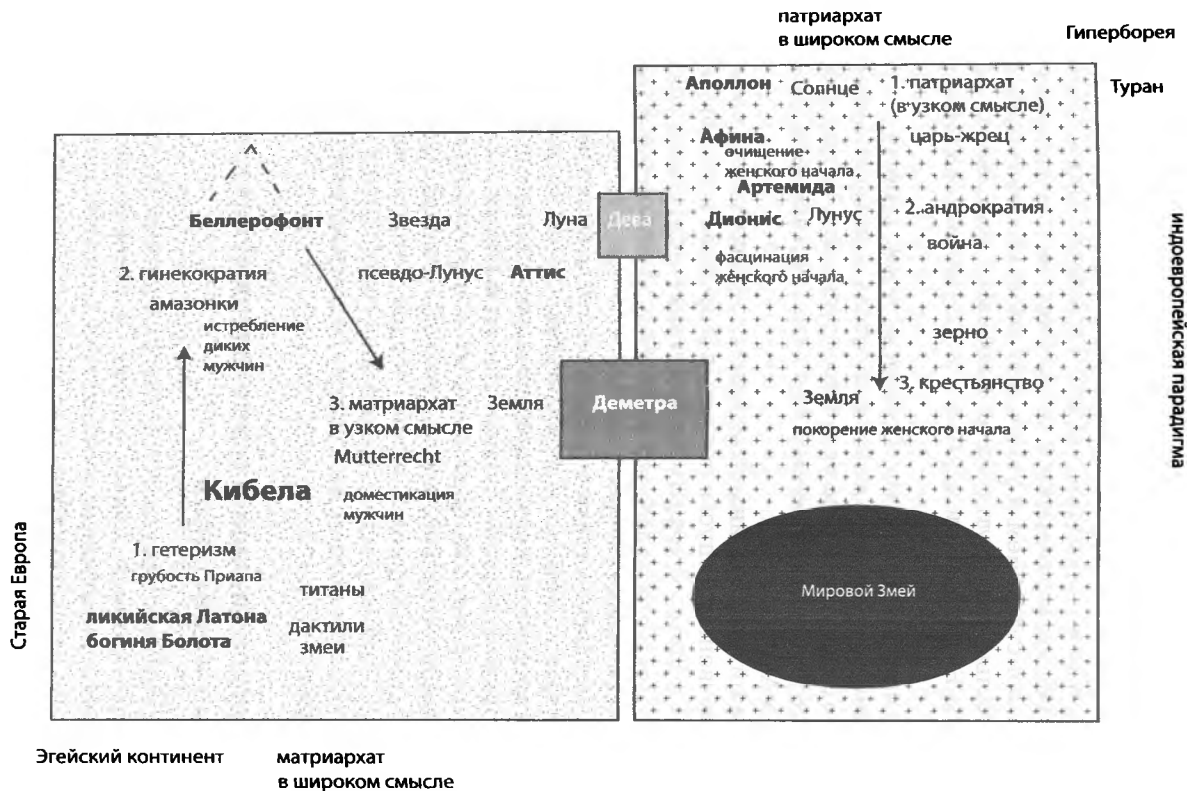 патриархат
в широком смысле
Гиперборея
Аполлон Солнце 1. патриархат
(в узком смысле)
Туран
Афина царь-жрец
очищение
женского начала
Артемида
Беллерофонт Звезда Луна Дева Дионис Лунус 2. андрократия
война
2. гинекократия псевдо-Лунус Аттис
фасцинация
женского начала
амазонки
истребление
диких
мужчин
зерно
3. матриархат
в узком смысле
Земля Деметра Земля 3. крестьянство
покорение женского начала
Mutterrecht
Кибела
доместикация
мужчин
индоевропейская парадигма
Старая Европа
1. гетеризм
грубость Приапа
титаны
ликийская Латона
богиня Болота
дактили
змеи
Мировой Змей
Эгейский континент
матриархат
в широком смысле